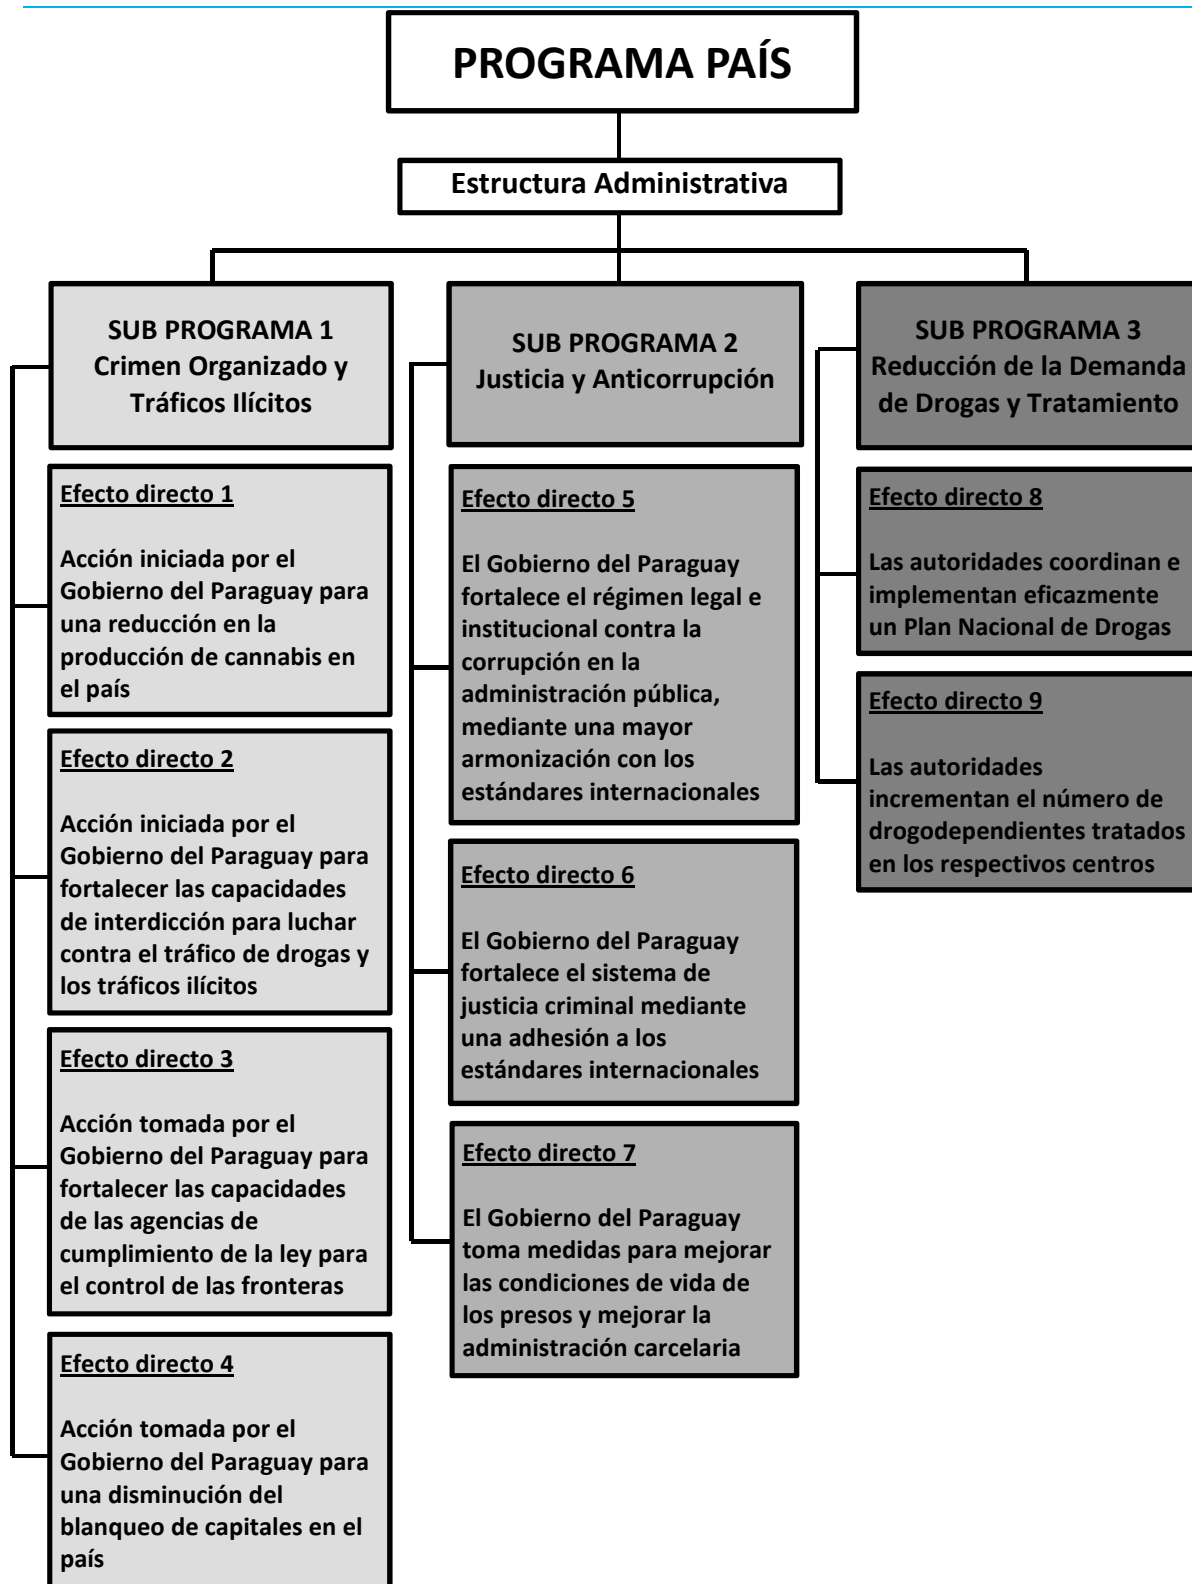 PROGRAMA PAÍS
Estructura Administrativa
SUB PROGRAMA 1
Crimen Organizado y
Tráficos Ilícitos
Efecto directo 1
Acción iniciada por el
Gobierno del Paraguay para
una reducción en la
producción de cannabis en
el país
Efecto directo 2
Acción iniciada por el
Gobierno del Paraguay para
fortalecer las capacidades
de interdicción para luchar
contra el tráfico de drogas y
los tráficos ilícitos
Efecto directo 3
Acción tomada por el
Gobierno del Paraguay para
fortalecer las capacidades
de las agencias de
cumplimiento de la ley para
el control de las fronteras
Efecto directo 4
Acción tomada por el
Gobierno del Paraguay para
una disminución del
blanqueo de capitales en el
país
SUB PROGRAMA 2
Justicia y Anticorrupción
Efecto directo 5
El Gobierno del Paraguay
fortalece el régimen legal e
institucional contra la
corrupción en la
administración pública,
mediante una mayor
armonización con los
estándares internacionales
Efecto directo 6
El Gobierno del Paraguay
fortalece el sistema de
justicia criminal mediante
una adhesión a los
estándares internacionales
Efecto directo 7
El Gobierno del Paraguay
toma medidas para mejorar
las condiciones de vida de
los presos y mejorar la
administración carcelaria
SUB PROGRAMA 3
Reducción de la Demanda
de Drogas y Tratamiento
Efecto directo 8
Las autoridades coordinan e
implementan eficazmente
un Plan Nacional de Drogas
Efecto directo 9
Las autoridades
incrementan el número de
drogodependientes tratados
en los respectivos centros